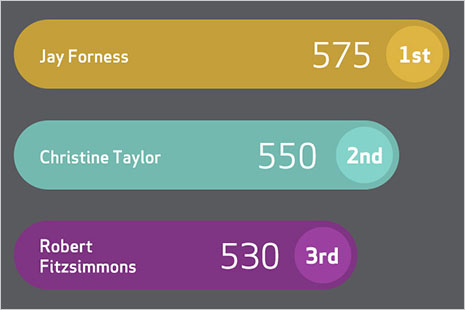 Jay Forness 575 1st
Christine Taylor 550 2nd
Robert
Fitzsimmons 530 3rd